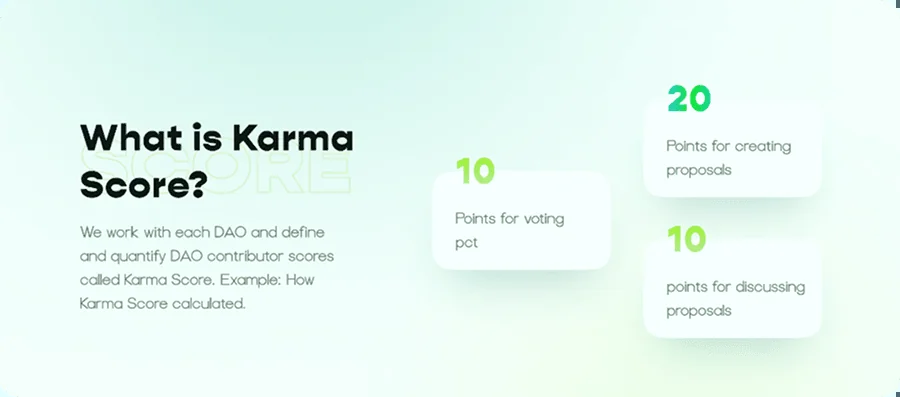 What is Karma
SCORE
Score?
We work with each DAO and define
and quantify DAO contributor scores
called Karma Score. Example: How
Karma Score calculated.
10
Points for voting
pct
20
Points for creating
proposals
10
points for discussing
proposals